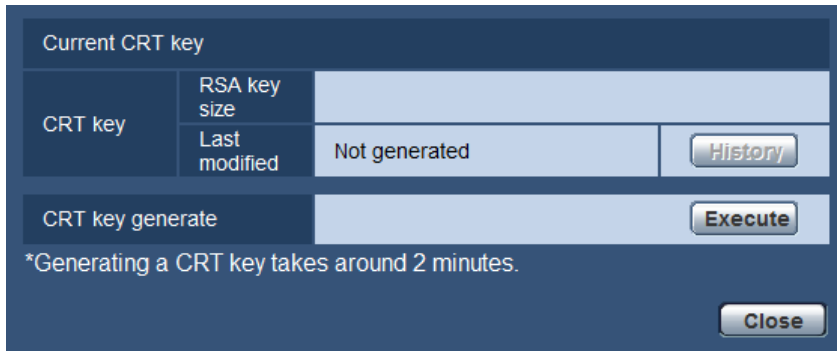 Current CRT key
CRT key
RSA key
size
Last
modified
Not generated
History
CRT key generate
Execute
*Generating a CRT key takes around 2 minutes.
Close